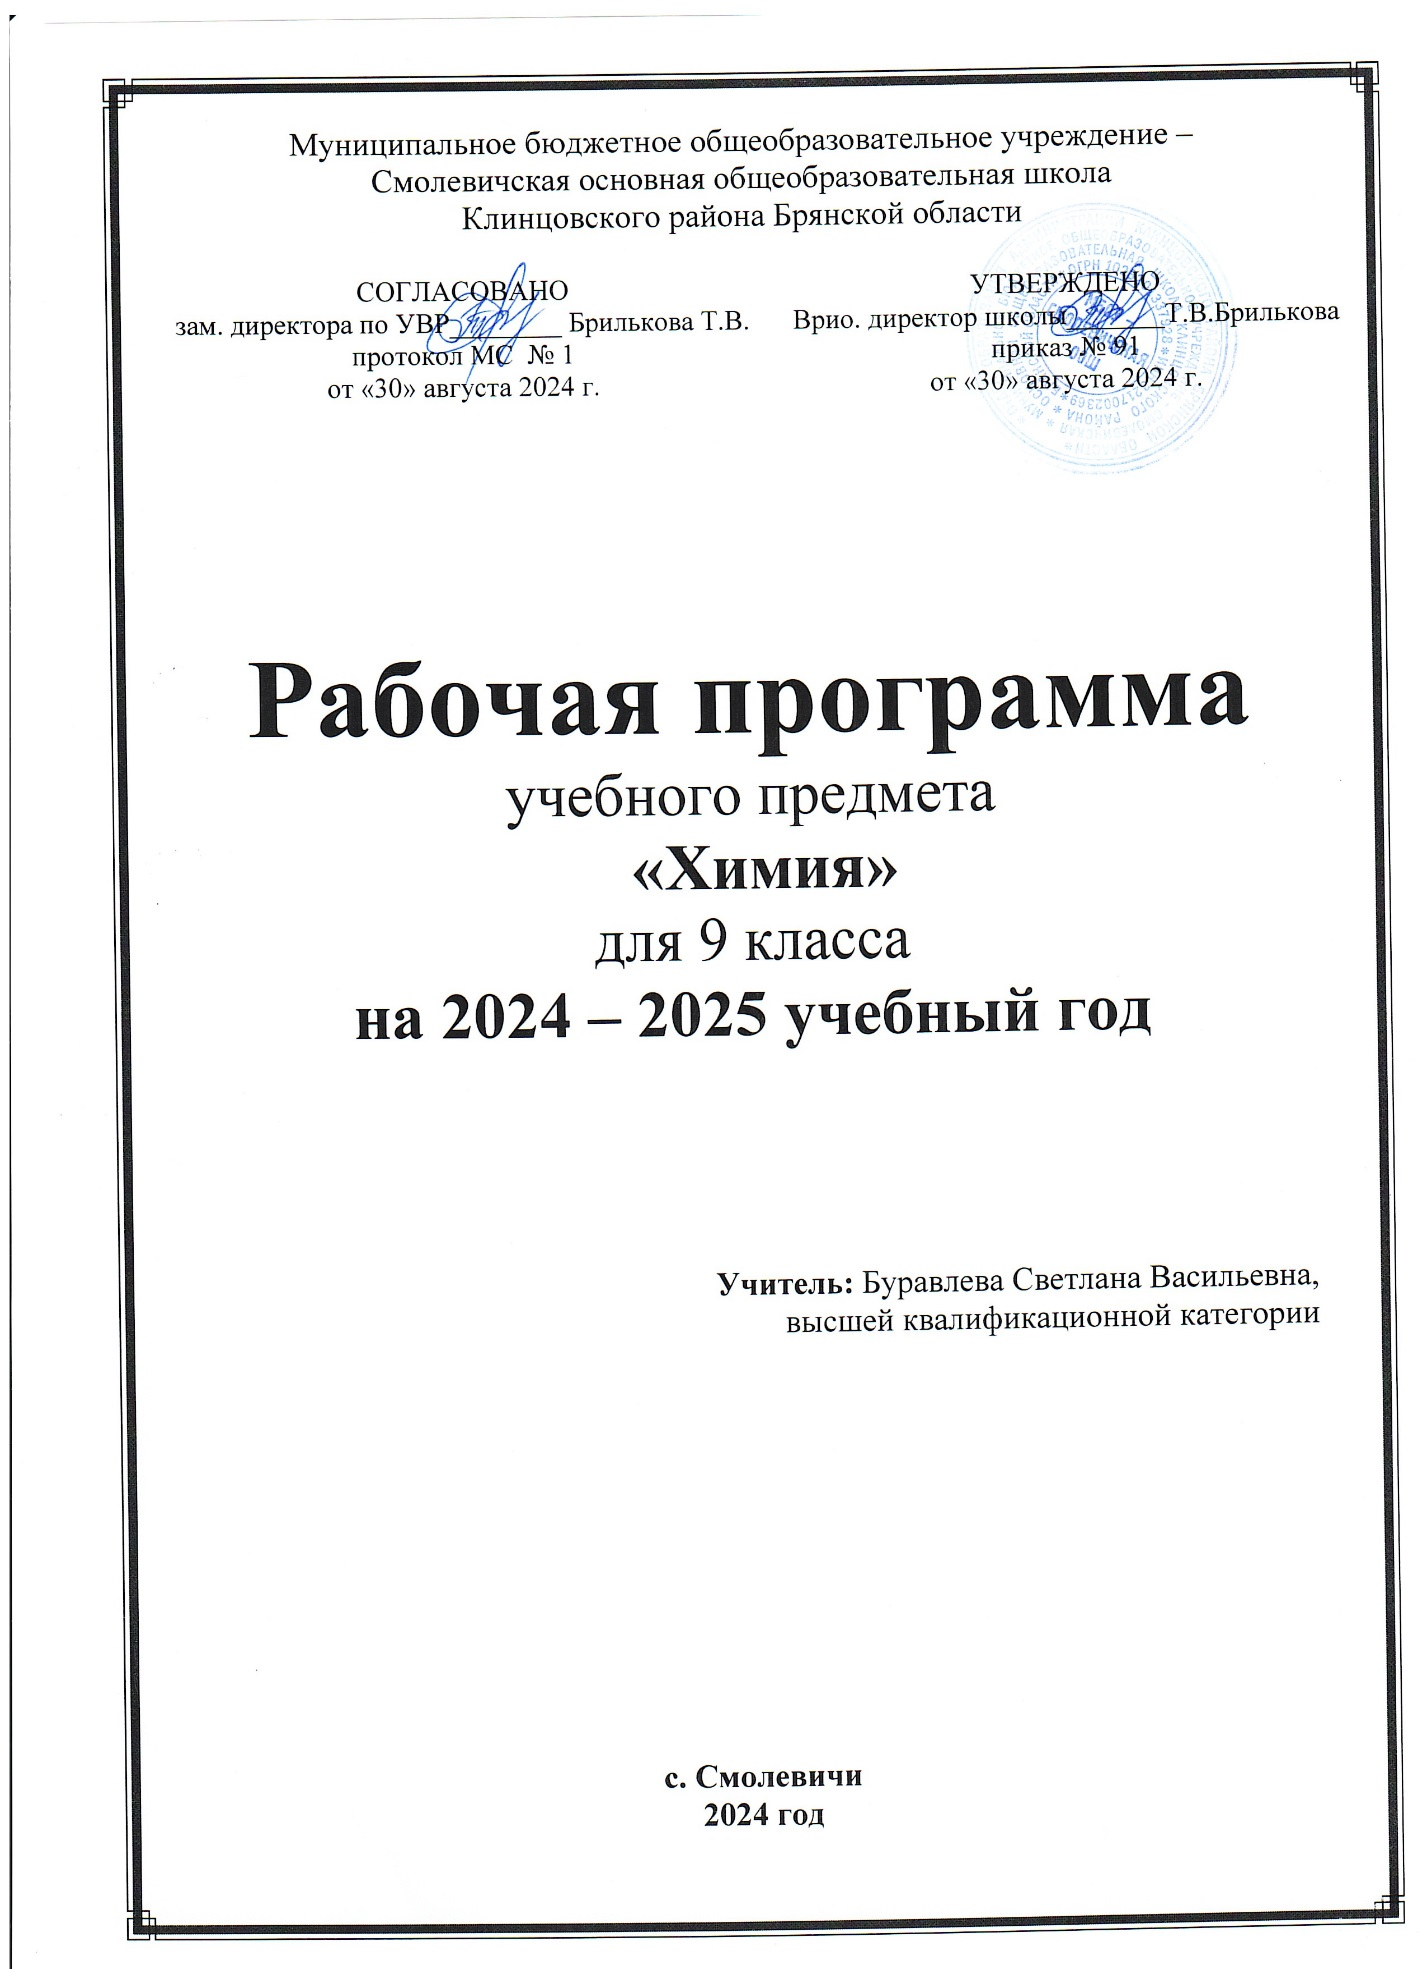 Муниципальное бюджетное общеобразовательное учреждение –
Смолевичская основная общеобразовательная школа
Клинцовского района Брянской области
СОГЛАСОВАНО
зам. директора по УВР ________ Брилькова Т.В.
протокол МС № 1
от «30» августа 2024 г.
УТВЕРЖДЕНО
Врио. директор школы _______Т.В.Брилькова
приказ № 91
от «30» августа 2024 г.
Рабочая программа
учебного предмета
«Химия»
для 9 класса
на 2024 – 2025 учебный год
Учитель: Буравлева Светлана Васильевна,
высшей квалификационной категории
с. Смолевичи
2024 год